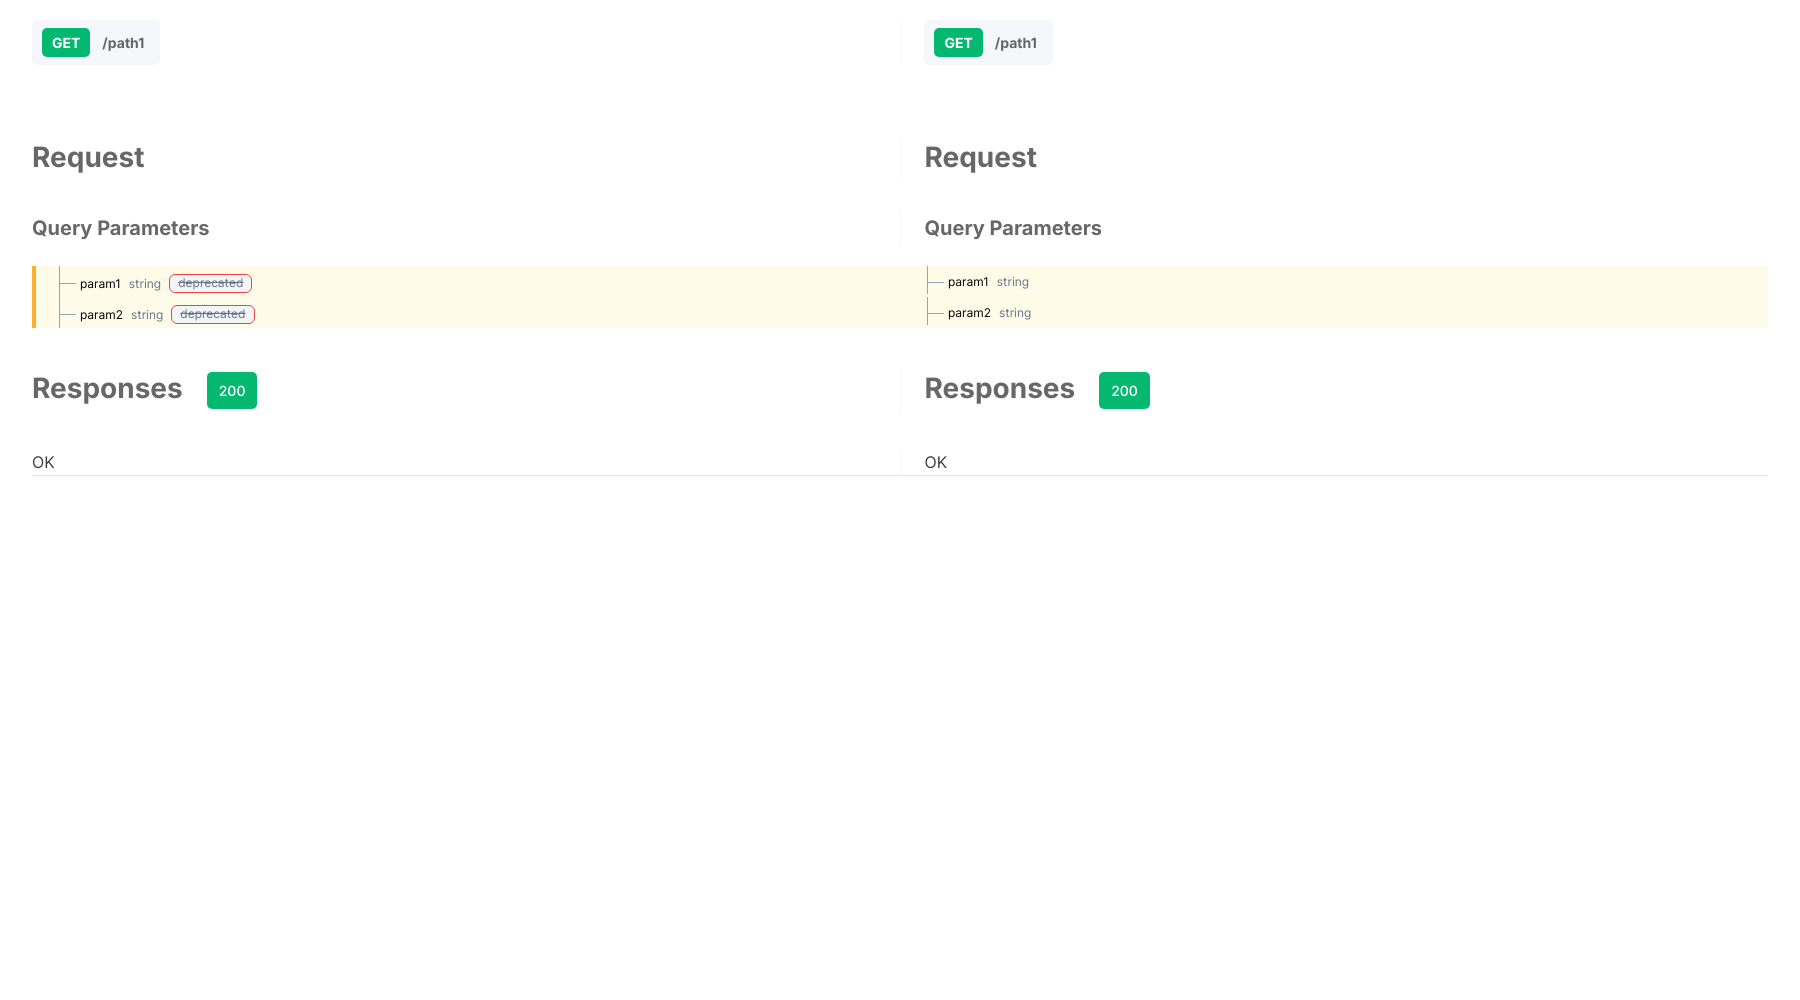 GET /path1
Request
Query Parameters
param1 string deprecated
param2 string deprecated
Responses 200
OK
GET /path1
Request
Query Parameters
param1 string
param2 string
Responses 200
OK